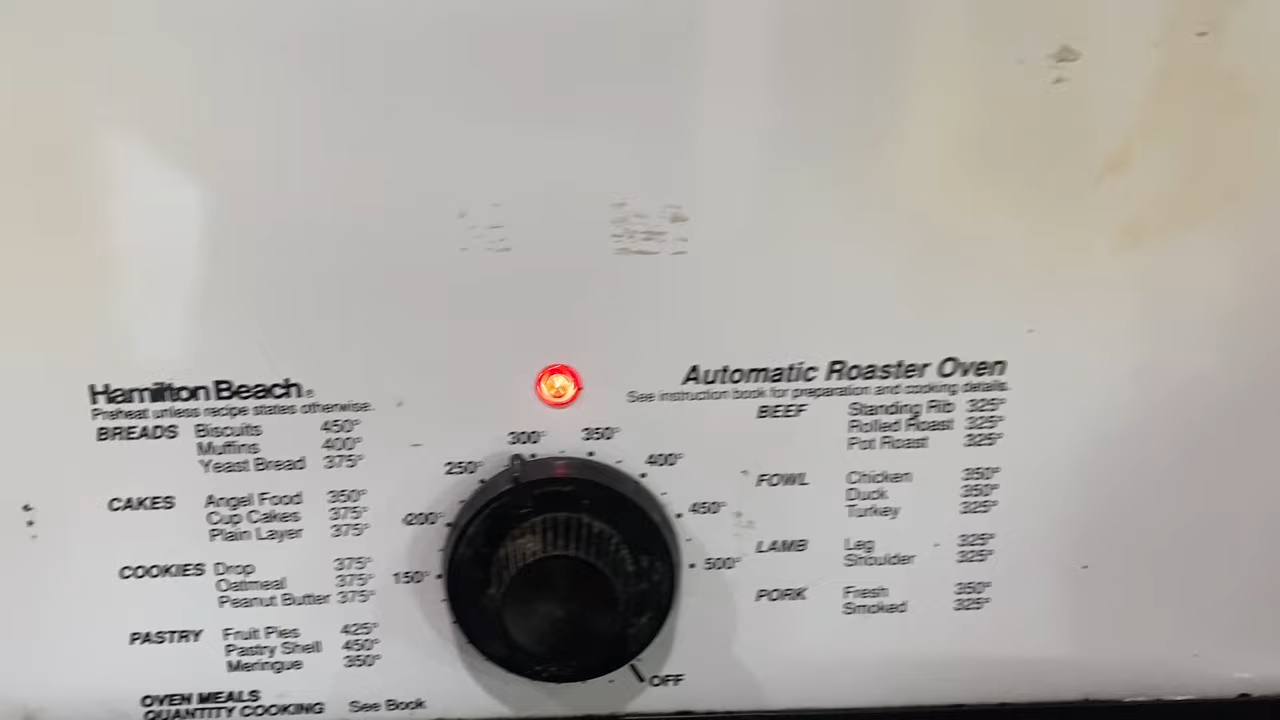 Hamilton Beach®
Preheat unless recipe states otherwise.
BREADS Biscuits 450°
Muffins 400°
Yeast Bread 375°
CAKES Angel Food 350°
Cup Cakes 375°
Plain Layer 375°
COOKIES Drop 375°
Oatmeal 375°
Peanut Butter 375°
PASTRY Fruit Pies 425°
Pastry Shell 450°
Meringue 350°
OVEN MEALS
QUANTITY COOKING See Book
150°
200°
250°
300°
350°
400°
450°
500°
OFF
Automatic Roaster Oven
See instruction book for preparation and cooking details.
BEEF Standing Rib 325°
Rolled Roast 325°
Pot Roast 325°
FOWL Chicken 350°
Duck 350°
Turkey 325°
LAMB Leg 325°
Shoulder 325°
PORK Fresh 350°
Smoked 325°